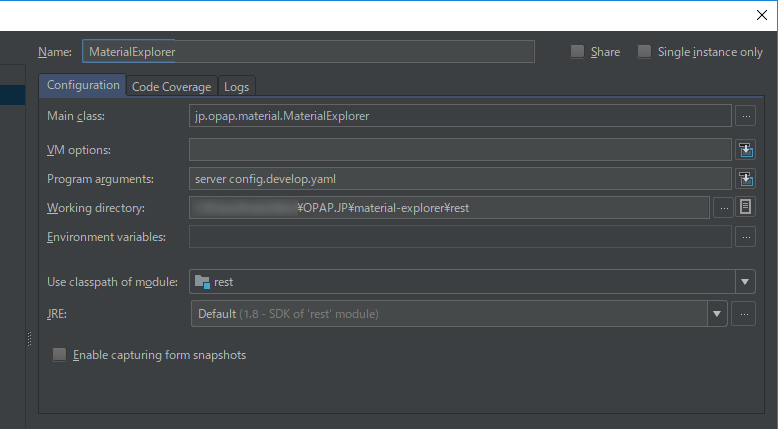 Name: MaterialExplorer Share Single instance only
Configuration Code Coverage Logs
Main class: jp.opap.material.MaterialExplorer ...
VM options:
Program arguments: server config.develop.yaml
Working directory: ¥OPAP.JP¥material-explorer¥rest ...
Environment variables: ...
Use classpath of module: rest
JRE: Default (1.8 - SDK of 'rest' module) ...
Enable capturing form snapshots